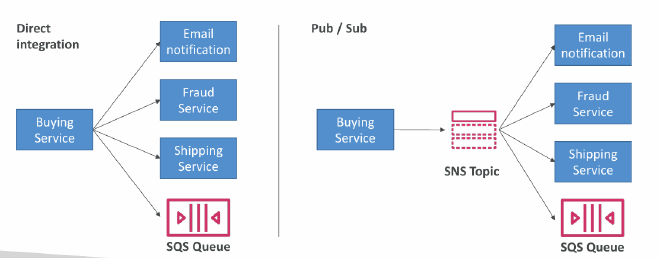 Direct
integration
Email
notification
Fraud
Service
Buying
Service
Shipping
Service
SQS Queue
Pub / Sub
Email
notification
Fraud
Service
Buying
Service
SNS Topic
Shipping
Service
SQS Queue